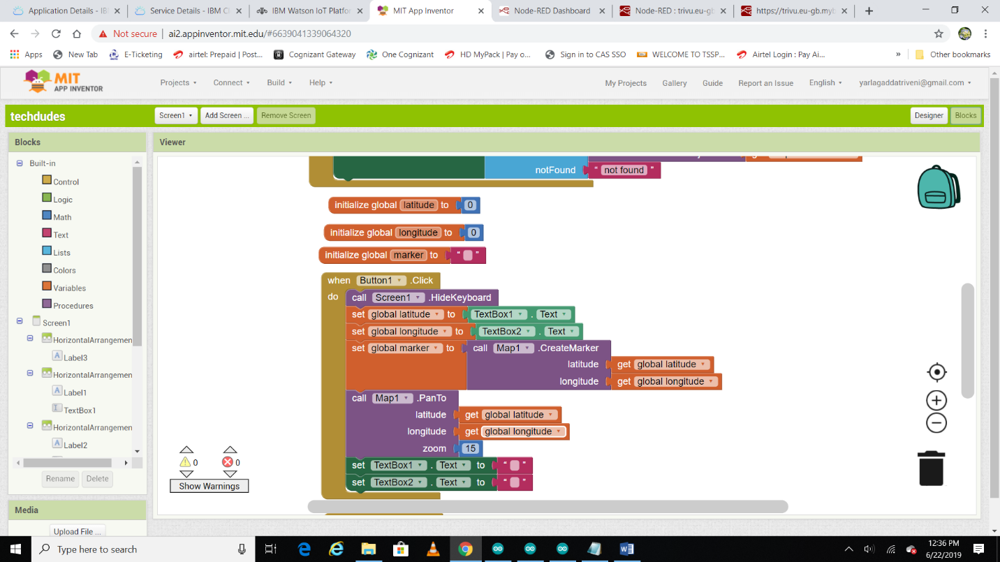 Application Details - IB
Service Details - IBM Cl
IBM Watson IoT Platfor
MIT App Inventor
Node-RED Dashboard
Node-RED : trivu.eu-gb
https://trivu.eu-gb.myb
Not secure
ai2.appinventor.mit.edu/#6639041339064320
Apps
New Tab
E-Ticketing
airtel: Prepaid | Post...
Cognizant Gateway
One Cognizant
HD MyPack | Pay o...
Sign in to CAS SSO
WELCOME TO TSSP...
Airtel Login : Pay Ai...
»
Other bookmarks
MIT
APP INVENTOR
Projects
Connect
Build
Help
My Projects
Gallery
Guide
Report an Issue
English
yarlagaddatriveni@gmail.com
techdudes
Screen1
Add Screen ...
Remove Screen
Designer
Blocks
Blocks
Built-in
Control
Logic
Math
Text
Lists
Colors
Variables
Procedures
Screen1
HorizontalArrangemen
Label3
HorizontalArrangemen
Label1
TextBox1
HorizontalArrangemen
Label2
Rename
Delete
Media
Upload File ...
Viewer
notFound “ not found ”
initialize global latitude to 0
initialize global longitude to 0
initialize global marker to “ ”
when Button1 .Click
do call Screen1 .HideKeyboard
set global latitude to TextBox1 . Text
set global longitude to TextBox2 . Text
set global marker to call Map1 .CreateMarker
latitude get global latitude
longitude get global longitude
call Map1 .PanTo
latitude get global latitude
longitude get global longitude
zoom 15
set TextBox1 . Text to “ ”
set TextBox2 . Text to “ ”
0
0
Show Warnings
Type here to search
12:36 PM
6/22/2019